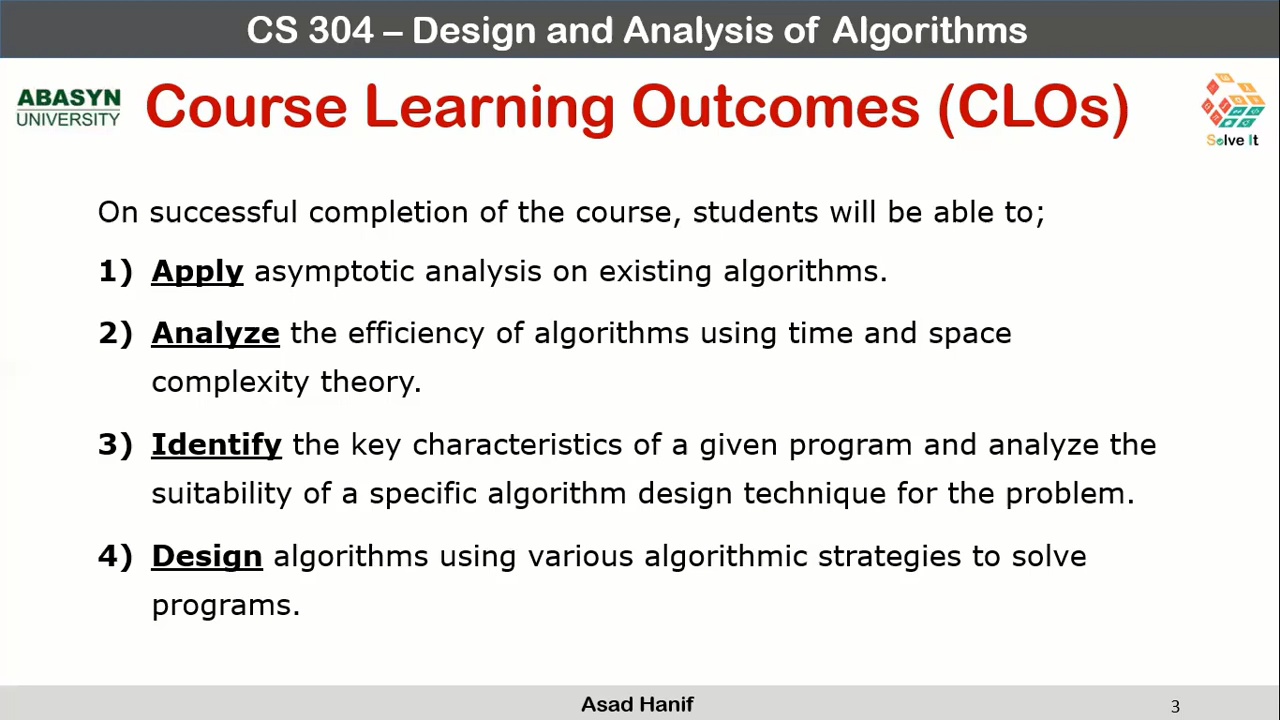 CS 304 – Design and Analysis of Algorithms
ABASYN
UNIVERSITY
Course Learning Outcomes (CLOs)
Solve It
On successful completion of the course, students will be able to;
1) Apply asymptotic analysis on existing algorithms.
2) Analyze the efficiency of algorithms using time and space
complexity theory.
3) Identify the key characteristics of a given program and analyze the
suitability of a specific algorithm design technique for the problem.
4) Design algorithms using various algorithmic strategies to solve
programs.
Asad Hanif
3